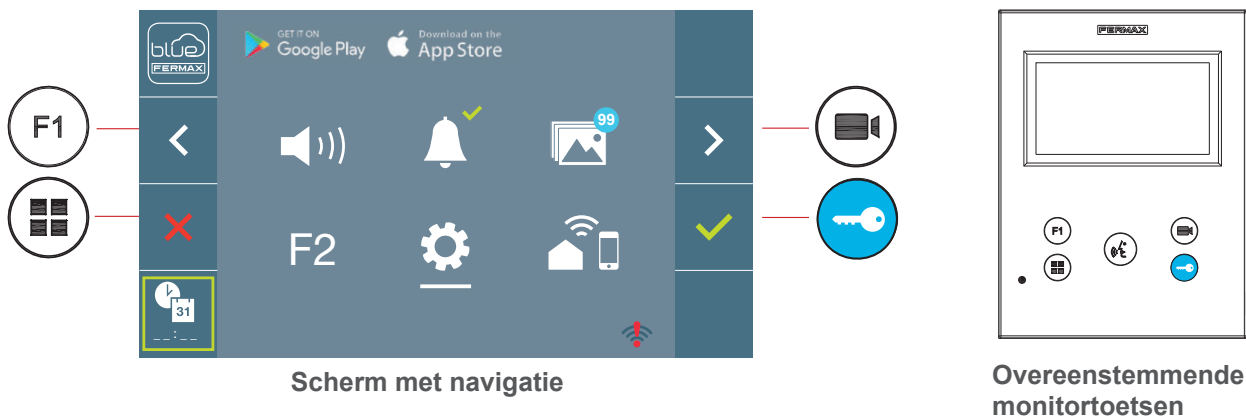 blue
FERMAX
GET IT ON
Google Play
Download on the
App Store
FERMAX
F1
99
F2
F1
31
__:__
Scherm met navigatie
Overeenstemmende
monitortoetsen